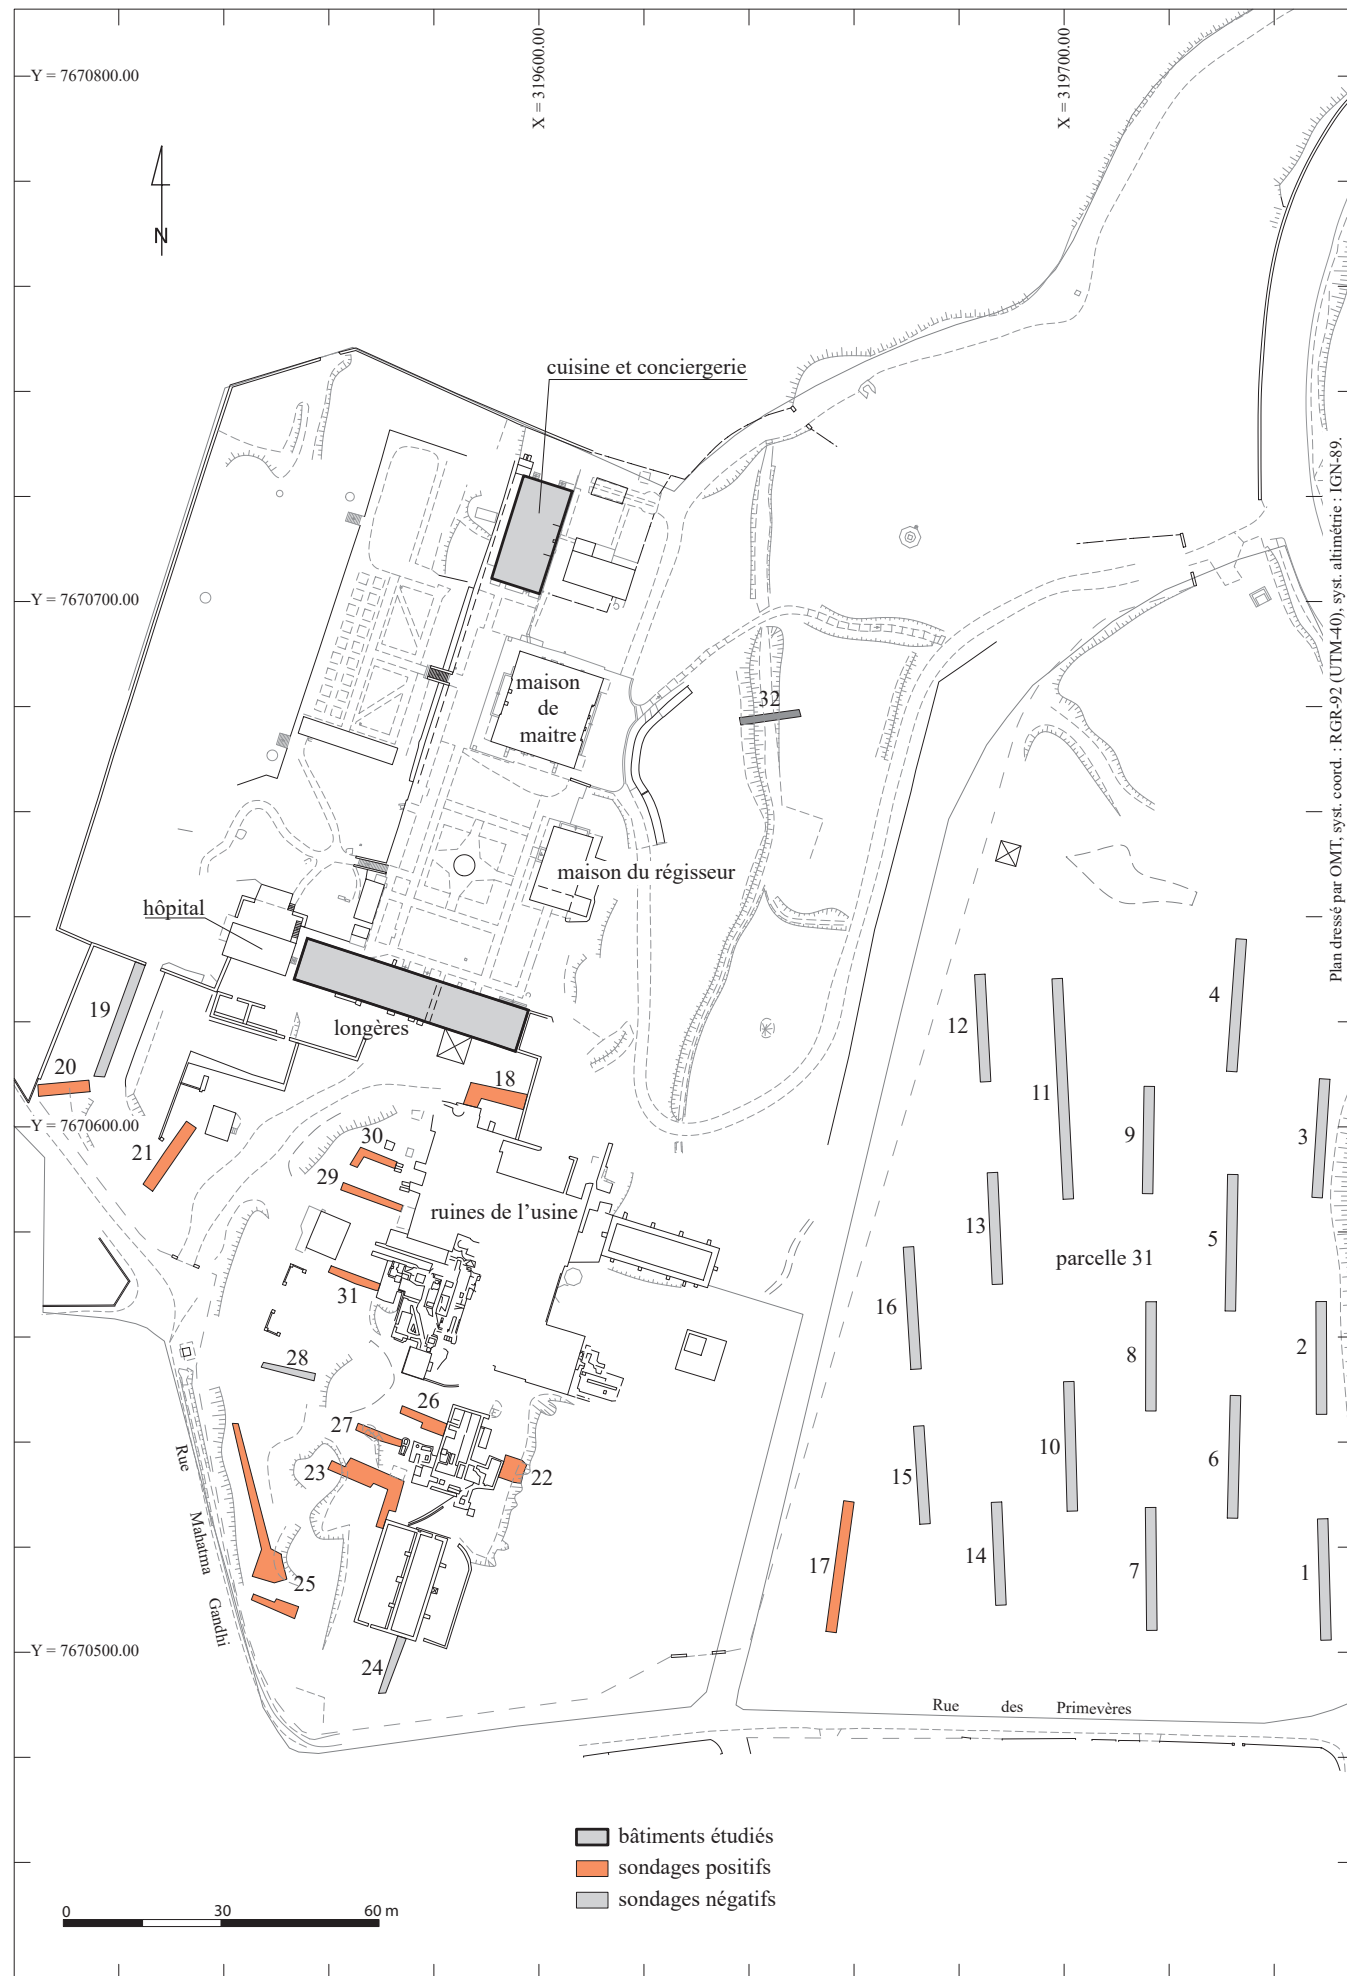 X = 319600.00
X = 319700.00
Y = 7670800.00
N
cuisine et conciergerie
Plan dressé par OMT, syst. coord. : RGR-92 (UTM-40), syst. altimétrie : IGN-89.
Y = 7670700.00
maison
de
maitre
32
maison du régisseur
hôpital
19
longères
4
12
20
18
11
Y = 7670600.00
9
3
21
30
29
ruines de l’usine
13
5
parcelle 31
31
16
8
2
28
26
27
10
Rue Mahatma Gandhi
23
22
15
6
17
14
7
1
25
Y = 7670500.00
24
Rue des Primevères
bâtiments étudiés
sondages positifs
sondages négatifs
0 30 60 m